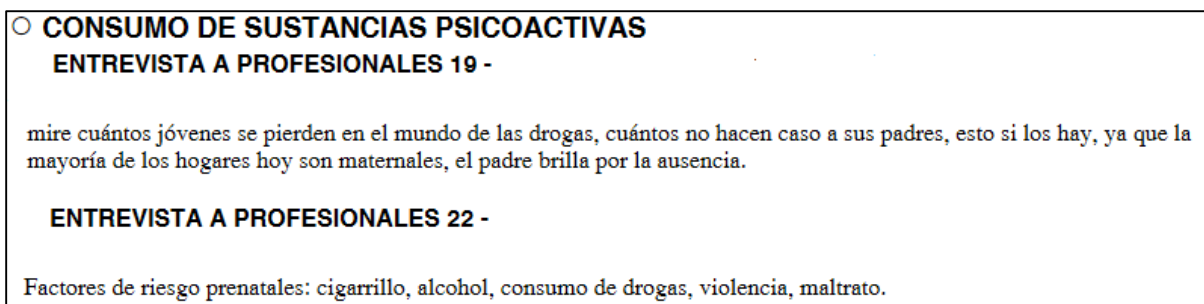 ○ CONSUMO DE SUSTANCIAS PSICOACTIVAS
ENTREVISTA A PROFESIONALES 19 -
mire cuántos jóvenes se pierden en el mundo de las drogas, cuántos no hacen caso a sus padres, esto si los hay, ya que la
mayoría de los hogares hoy son maternales, el padre brilla por la ausencia.
ENTREVISTA A PROFESIONALES 22 -
Factores de riesgo prenatales: cigarrillo, alcohol, consumo de drogas, violencia, maltrato.